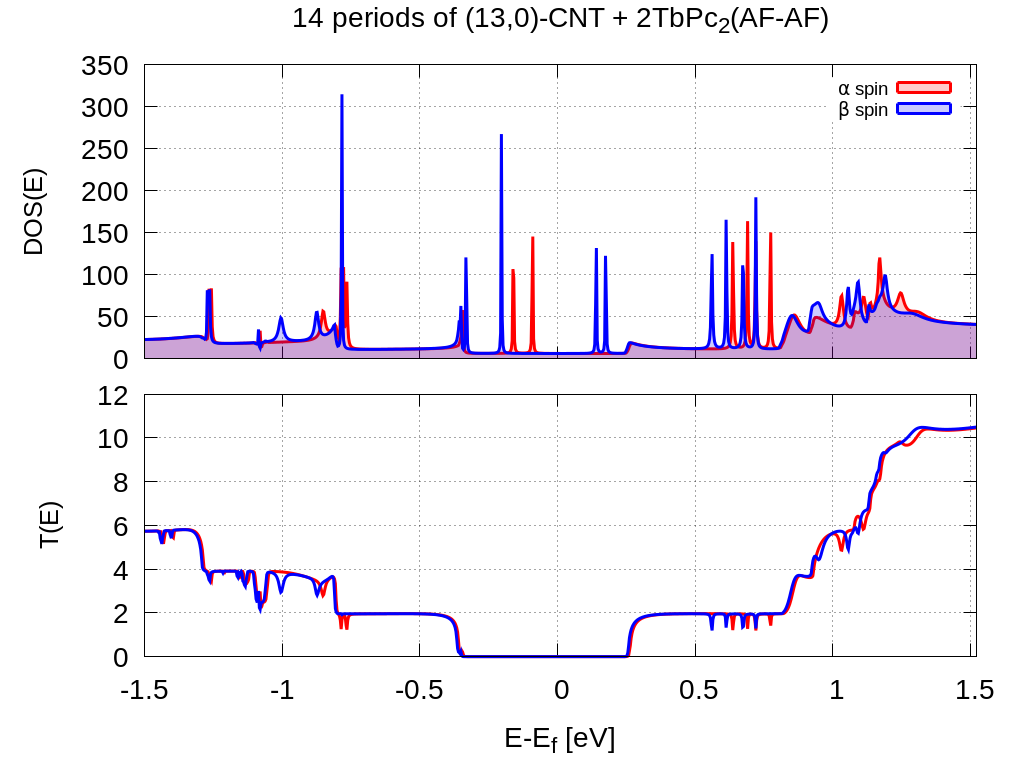 14 periods of (13,0)-CNT + 2TbPc2(AF-AF)
350
300
250
200
150
100
50
0
DOS(E)
α spin
β spin
12
10
8
6
4
2
0
T(E)
-1.5 -1 -0.5 0 0.5 1 1.5
E-Ef [eV]